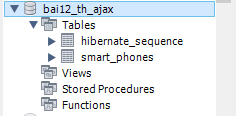 bai12_th_ajax
Tables
hibernate_sequence
smart_phones
Views
Stored Procedures
Functions